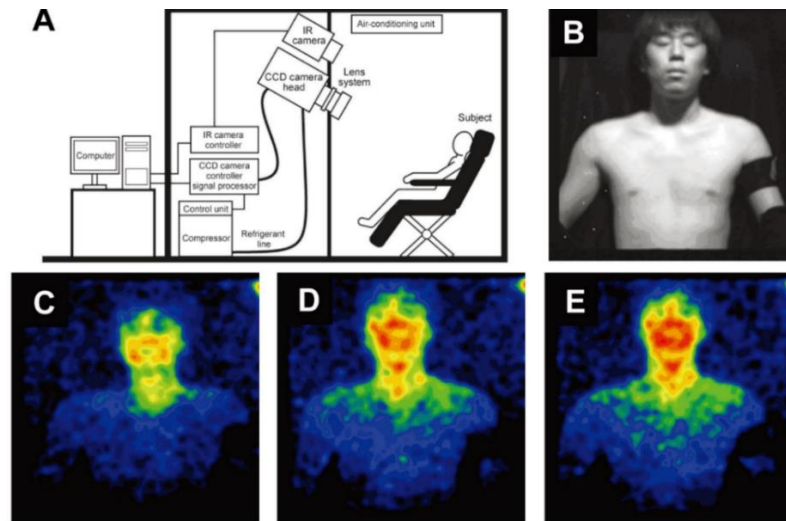 A
IR
camera
Air-conditioning unit
CCD camera
head
Lens
system
Subject
IR camera
controller
Computer
CCD camera
controller
signal processor
Control unit
Compressor
Refrigerant
line
B
C
D
E